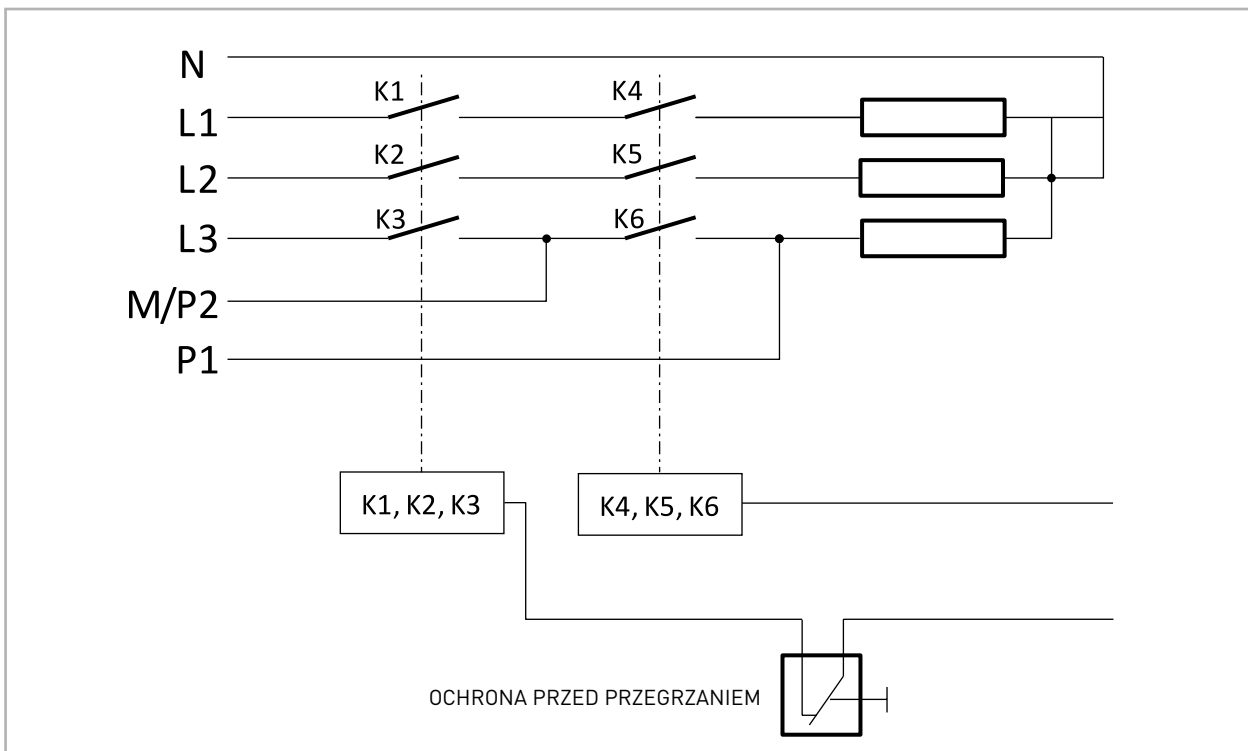 N
K1 K4
L1
K2 K5
L2
K3 K6
L3
M/P2
P1
K1, K2, K3 K4, K5, K6
OCHRONA PRZED PRZEGRZANIEM